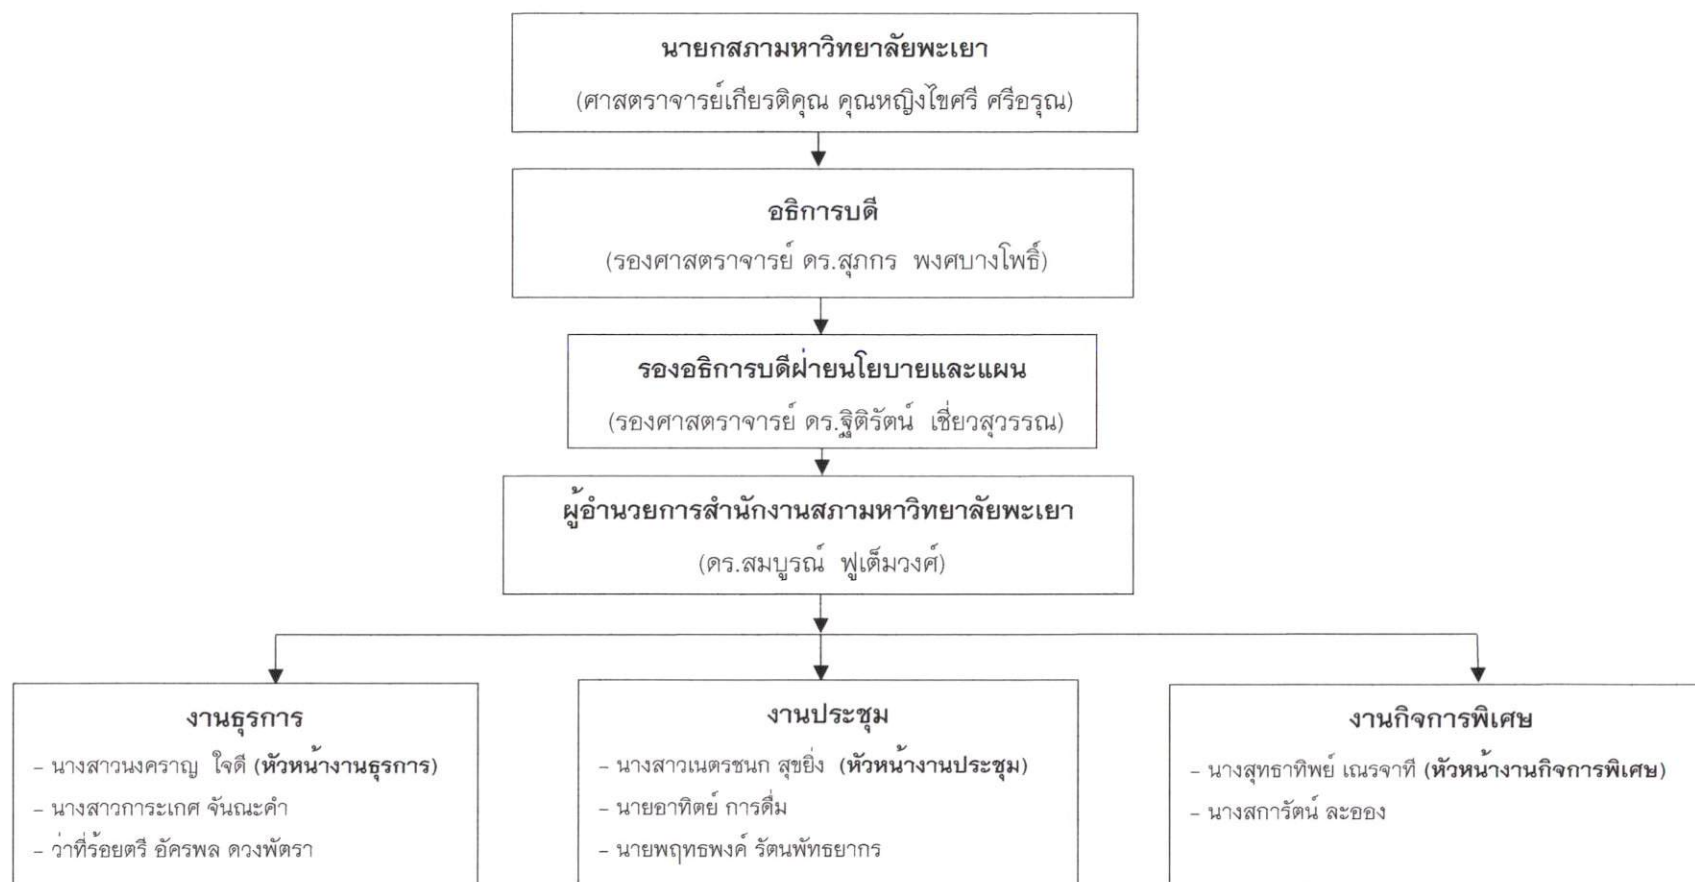 นายกสภามหาวิทยาลัยพะเยา
(ศาสตราจารย์เกียรติคุณ คุณหญิงไขศรี ศรีอรุณ)
อธิการบดี
(รองศาสตราจารย์ ดร.สุภกร พงศบางโพธิ์)
รองอธิการบดีฝ่ายนโยบายและแผน
(รองศาสตราจารย์ ดร.ฐิติรัตน์ เชี่ยวสุวรรณ)
ผู้อำนวยการสำนักงานสภามหาวิทยาลัยพะเยา
(ดร.สมบูรณ์ ฟูเต็มวงศ์)
งานธุรการ
– นางสาวนงคราญ ใจดี (หัวหน้างานธุรการ)
– นางสาวการะเกศ จันณะคำ
– ว่าที่ร้อยตรี อัครพล ดวงพัตรา
งานประชุม
– นางสาวเนตรชนก สุขยิ่ง (หัวหน้างานประชุม)
– นายอาทิตย์ การดื่ม
– นายพฤทธพงค์ รัตนพัทธยากร
งานกิจการพิเศษ
– นางสุทธาทิพย์ เณรจาที (หัวหน้างานกิจการพิเศษ)
– นางสการัตน์ ละออง